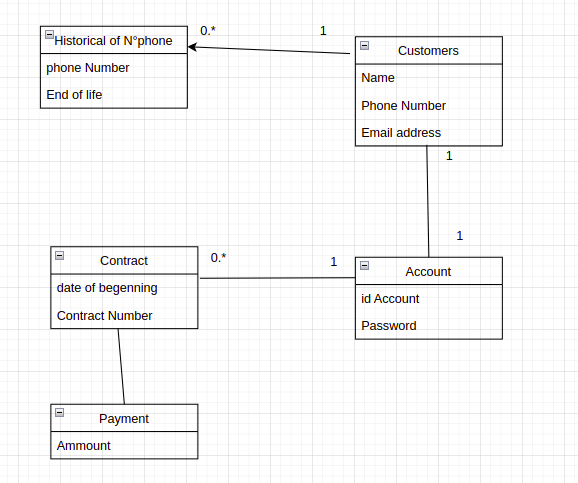 0.*
1
Historical of N°phone
phone Number
End of life
Customers
Name
Phone Number
Email address
1
1
0.*
1
Contract
date of begenning
Contract Number
Account
id Account
Password
Payment
Ammount